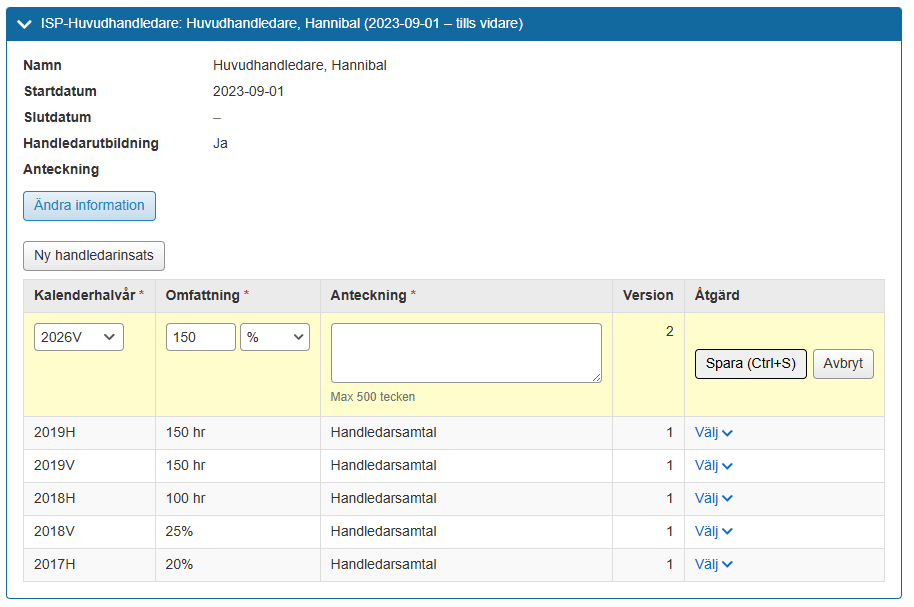 ISP-Huvudhandledare: Huvudhandledare, Hannibal (2023-09-01 – tills vidare)
Namn Huvudhandledare, Hannibal
Startdatum 2023-09-01
Slutdatum –
Handledarutbildning Ja
Anteckning
Ändra information
Ny handledarinsats
Kalenderhalvår * Omfattning * Anteckning * Version Åtgärd
2026V 150 % 2 Spara (Ctrl+S) Avbryt
Max 500 tecken
2019H 150 hr Handledarsamtal 1 Välj
2019V 150 hr Handledarsamtal 1 Välj
2018H 100 hr Handledarsamtal 1 Välj
2018V 25% Handledarsamtal 1 Välj
2017H 20% Handledarsamtal 1 Välj